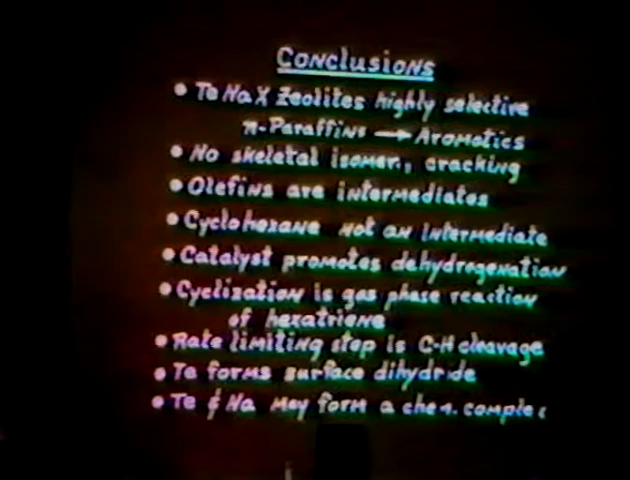 Conclusions
• Te Na X Zeolites highly selective
n-Paraffins → Aromatics
• No skeletal isomer., cracking
• Olefins are intermediates
• Cyclohexane not an intermediate
• Catalyst promotes dehydrogenation
• Cyclization is gas phase reaction
of hexatriene
• Rate limiting step is C-H cleavage
• Te forms surface dihydride
• Te & Na may form a chem. complex